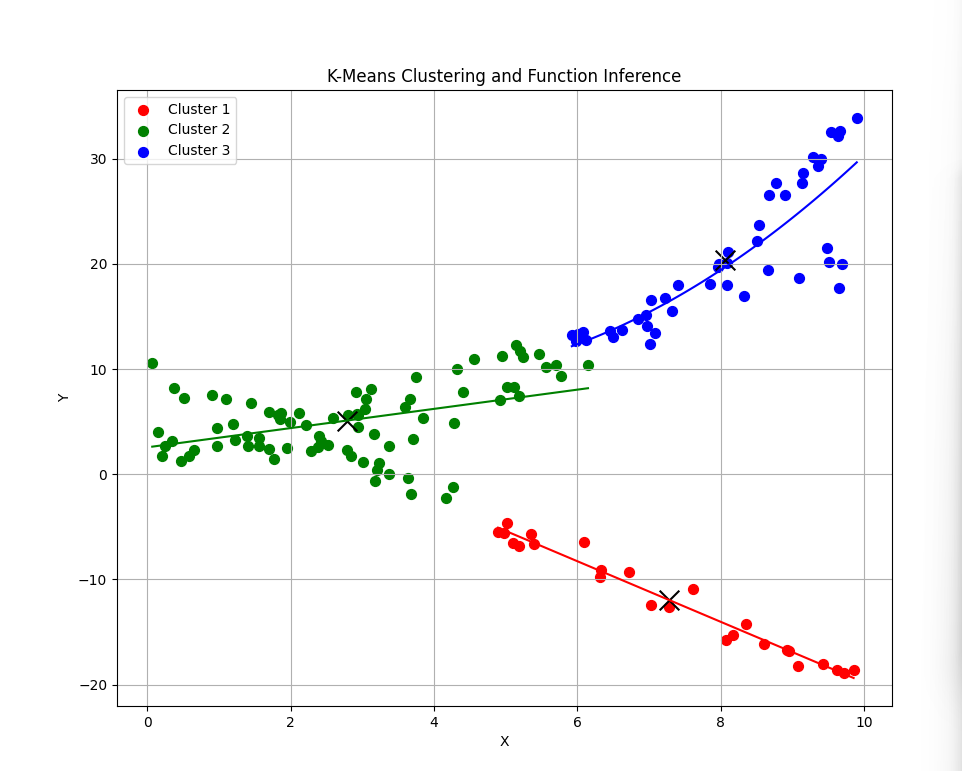 K-Means Clustering and Function Inference
Cluster 1
Cluster 2
Cluster 3
30
20
10
0
−10
−20
Y
0 2 4 6 8 10
X